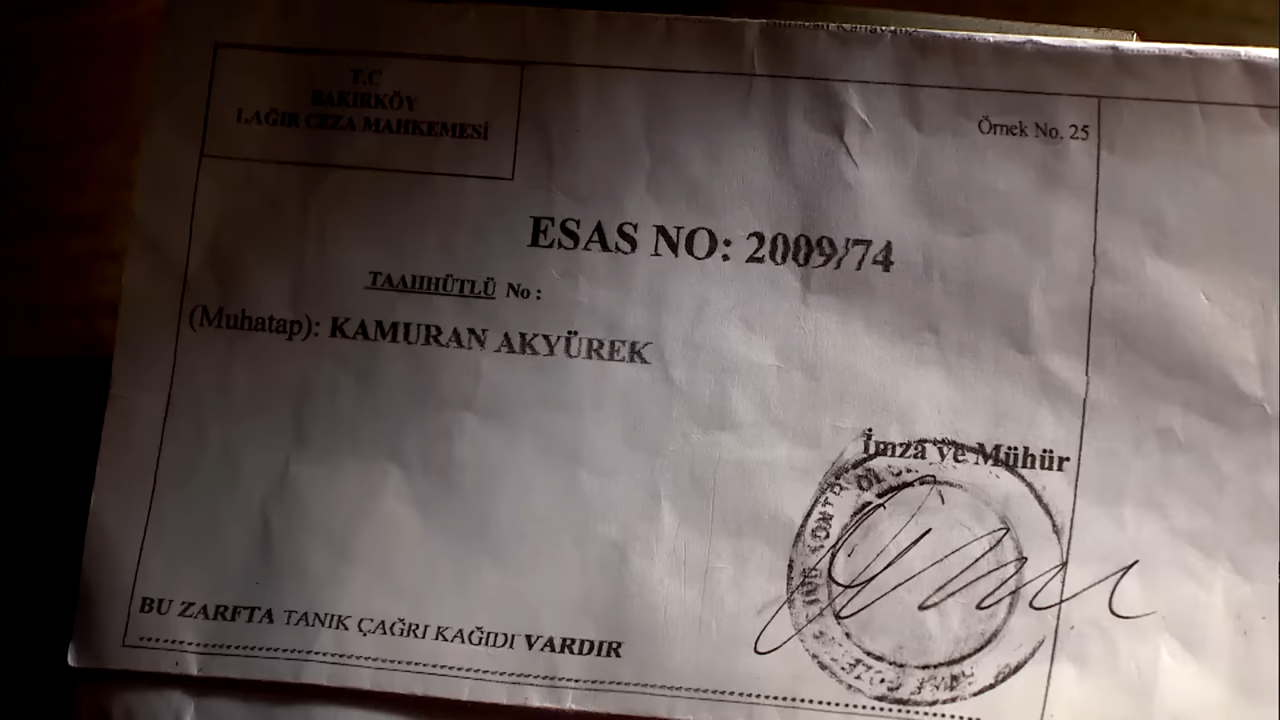 T.C
BAKIRKÖY
1.AĞIR CEZA MAHKEMESİ
Örnek No. 25
ESAS NO: 2009/74
TAAHHÜTLÜ No :
(Muhatap): KAMURAN AKYÜREK
İmza ve Mühür
BU ZARFTA TANIK ÇAĞRI KAĞIDI VARDIR